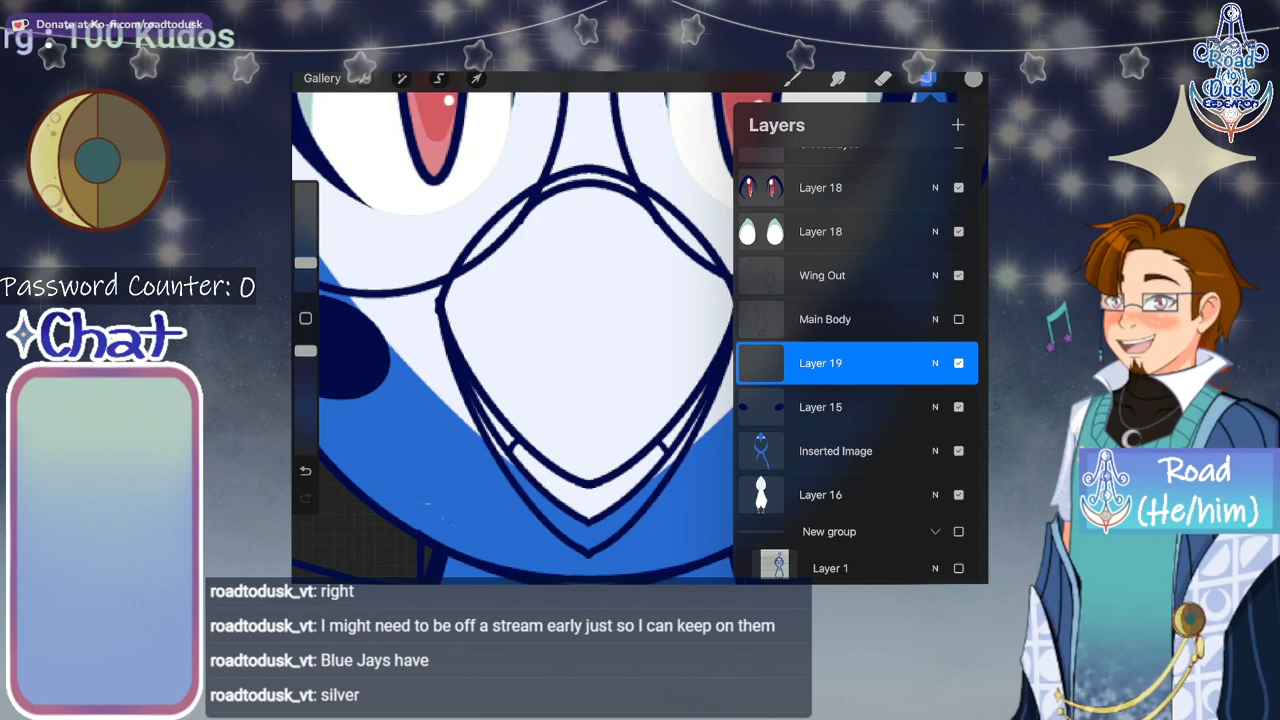 Donate at Ko-fi.com/roadtodusk
rg : 100 Kudos
Road
to
Dusk
Gallery
Layers
Layer 18 N
Layer 18 N
Wing Out N
Main Body N
Layer 19 N
Layer 15 N
Inserted Image N
Layer 16 N
New group
Layer 1 N
Password Counter: 0
Chat
Road
(He/him)
roadtodusk_vt: right
roadtodusk_vt: I might need to be off a stream early just so I can keep on them
roadtodusk_vt: Blue Jays have
roadtodusk_vt: silver